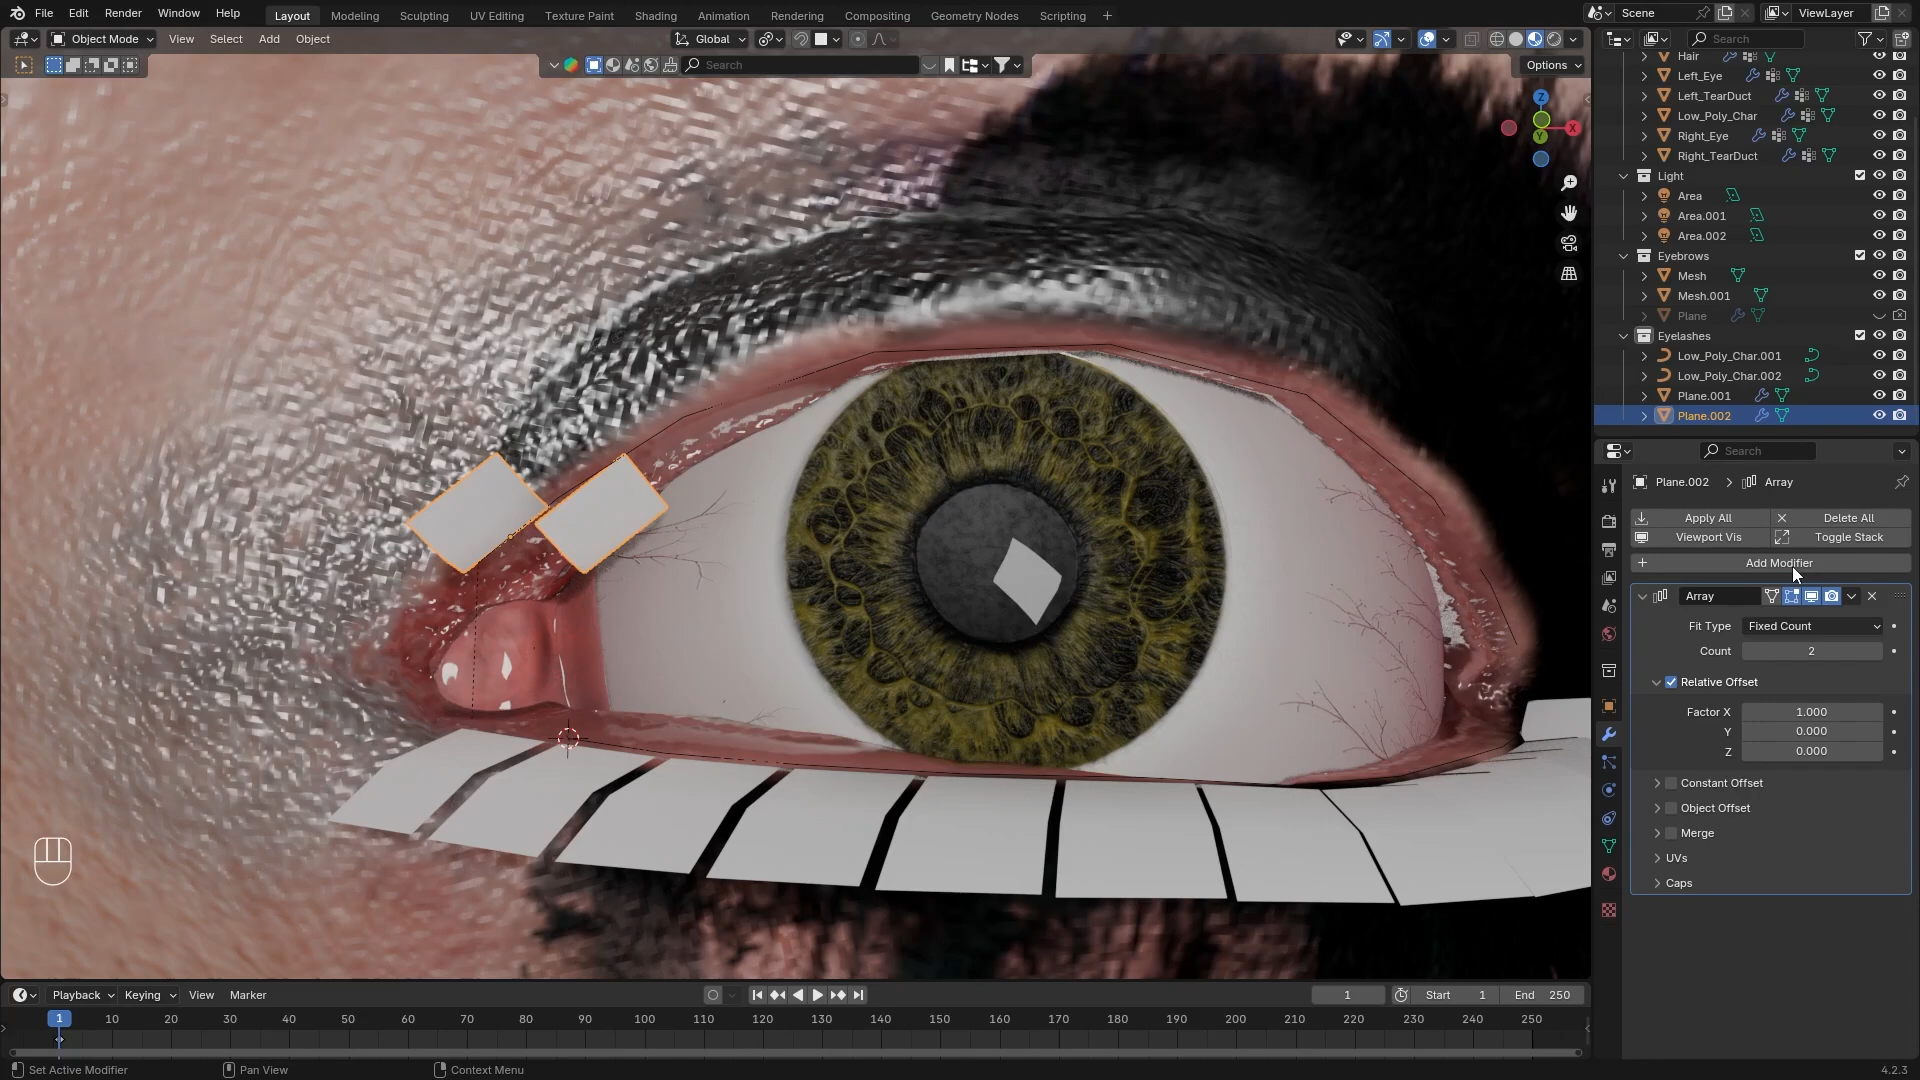 File Edit Render Window Help Layout Modeling Sculpting UV Editing Texture Paint Shading Animation Rendering Compositing Geometry Nodes Scripting + Scene ViewLayer
Object Mode View Select Add Object Global Search
Search Options
Z
Y
X
Hair
Left_Eye
Left_TearDuct
Low_Poly_Char
Right_Eye
Right_TearDuct
Light
Area
Area.001
Area.002
Eyebrows
Mesh
Mesh.001
Plane
Eyelashes
Low_Poly_Char.001
Low_Poly_Char.002
Plane.001
Plane.002
Search
Plane.002 > Array
Apply All Delete All
Viewport Vis Toggle Stack
Add Modifier
Array
Fit Type Fixed Count
Count 2
Relative Offset
Factor X 1.000
Y 0.000
Z 0.000
Constant Offset
Object Offset
Merge
UVs
Caps
Playback Keying View Marker 1 Start 1 End 250
1 10 20 30 40 50 60 70 80 90 100 110 120 130 140 150 160 170 180 190 200 210 220 230 240 250
Set Active Modifier Pan View Context Menu 4.2.3